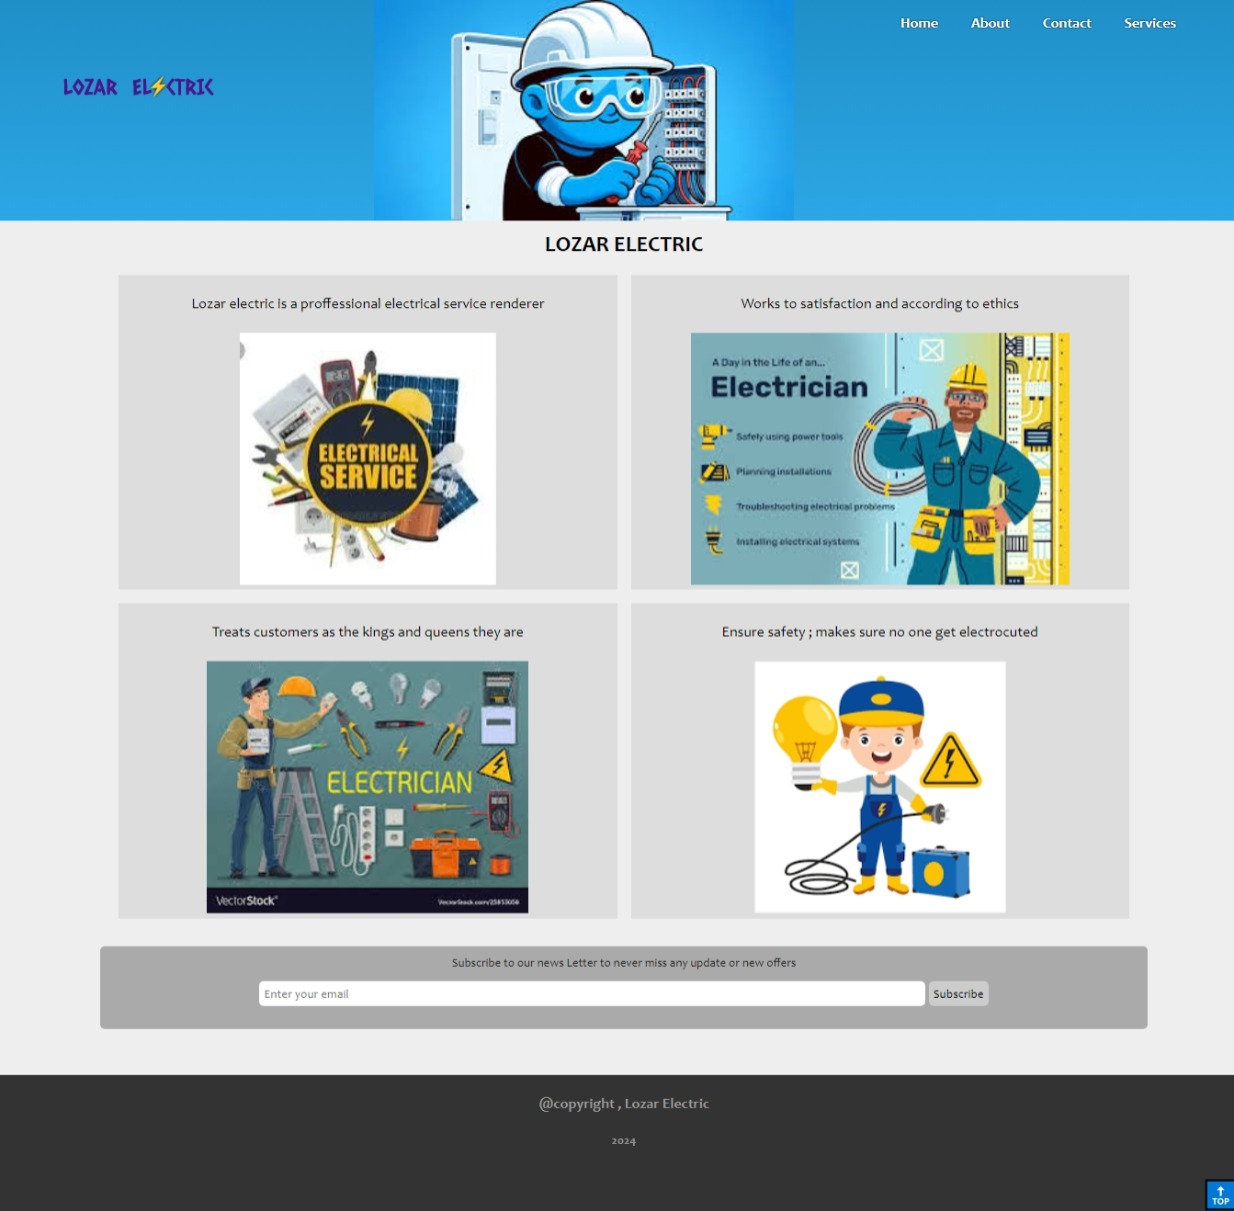 Home About Contact Services
LOZAR EL⚡CTRIC
LOZAR ELECTRIC
Lozar electric is a proffessional electrical service renderer
Works to satisfaction and according to ethics
ELECTRICAL
SERVICE
A Day in the Life of an...
Electrician
Safely using power tools
Planning installations
Troubleshooting electrical problems
Installing electrical systems
Treats customers as the kings and queens they are
Ensure safety ; makes sure no one get electrocuted
ELECTRICIAN
VectorStock®
Subscribe to our news Letter to never miss any update or new offers
Enter your email
Subscribe
@copyright , Lozar Electric
2024
TOP